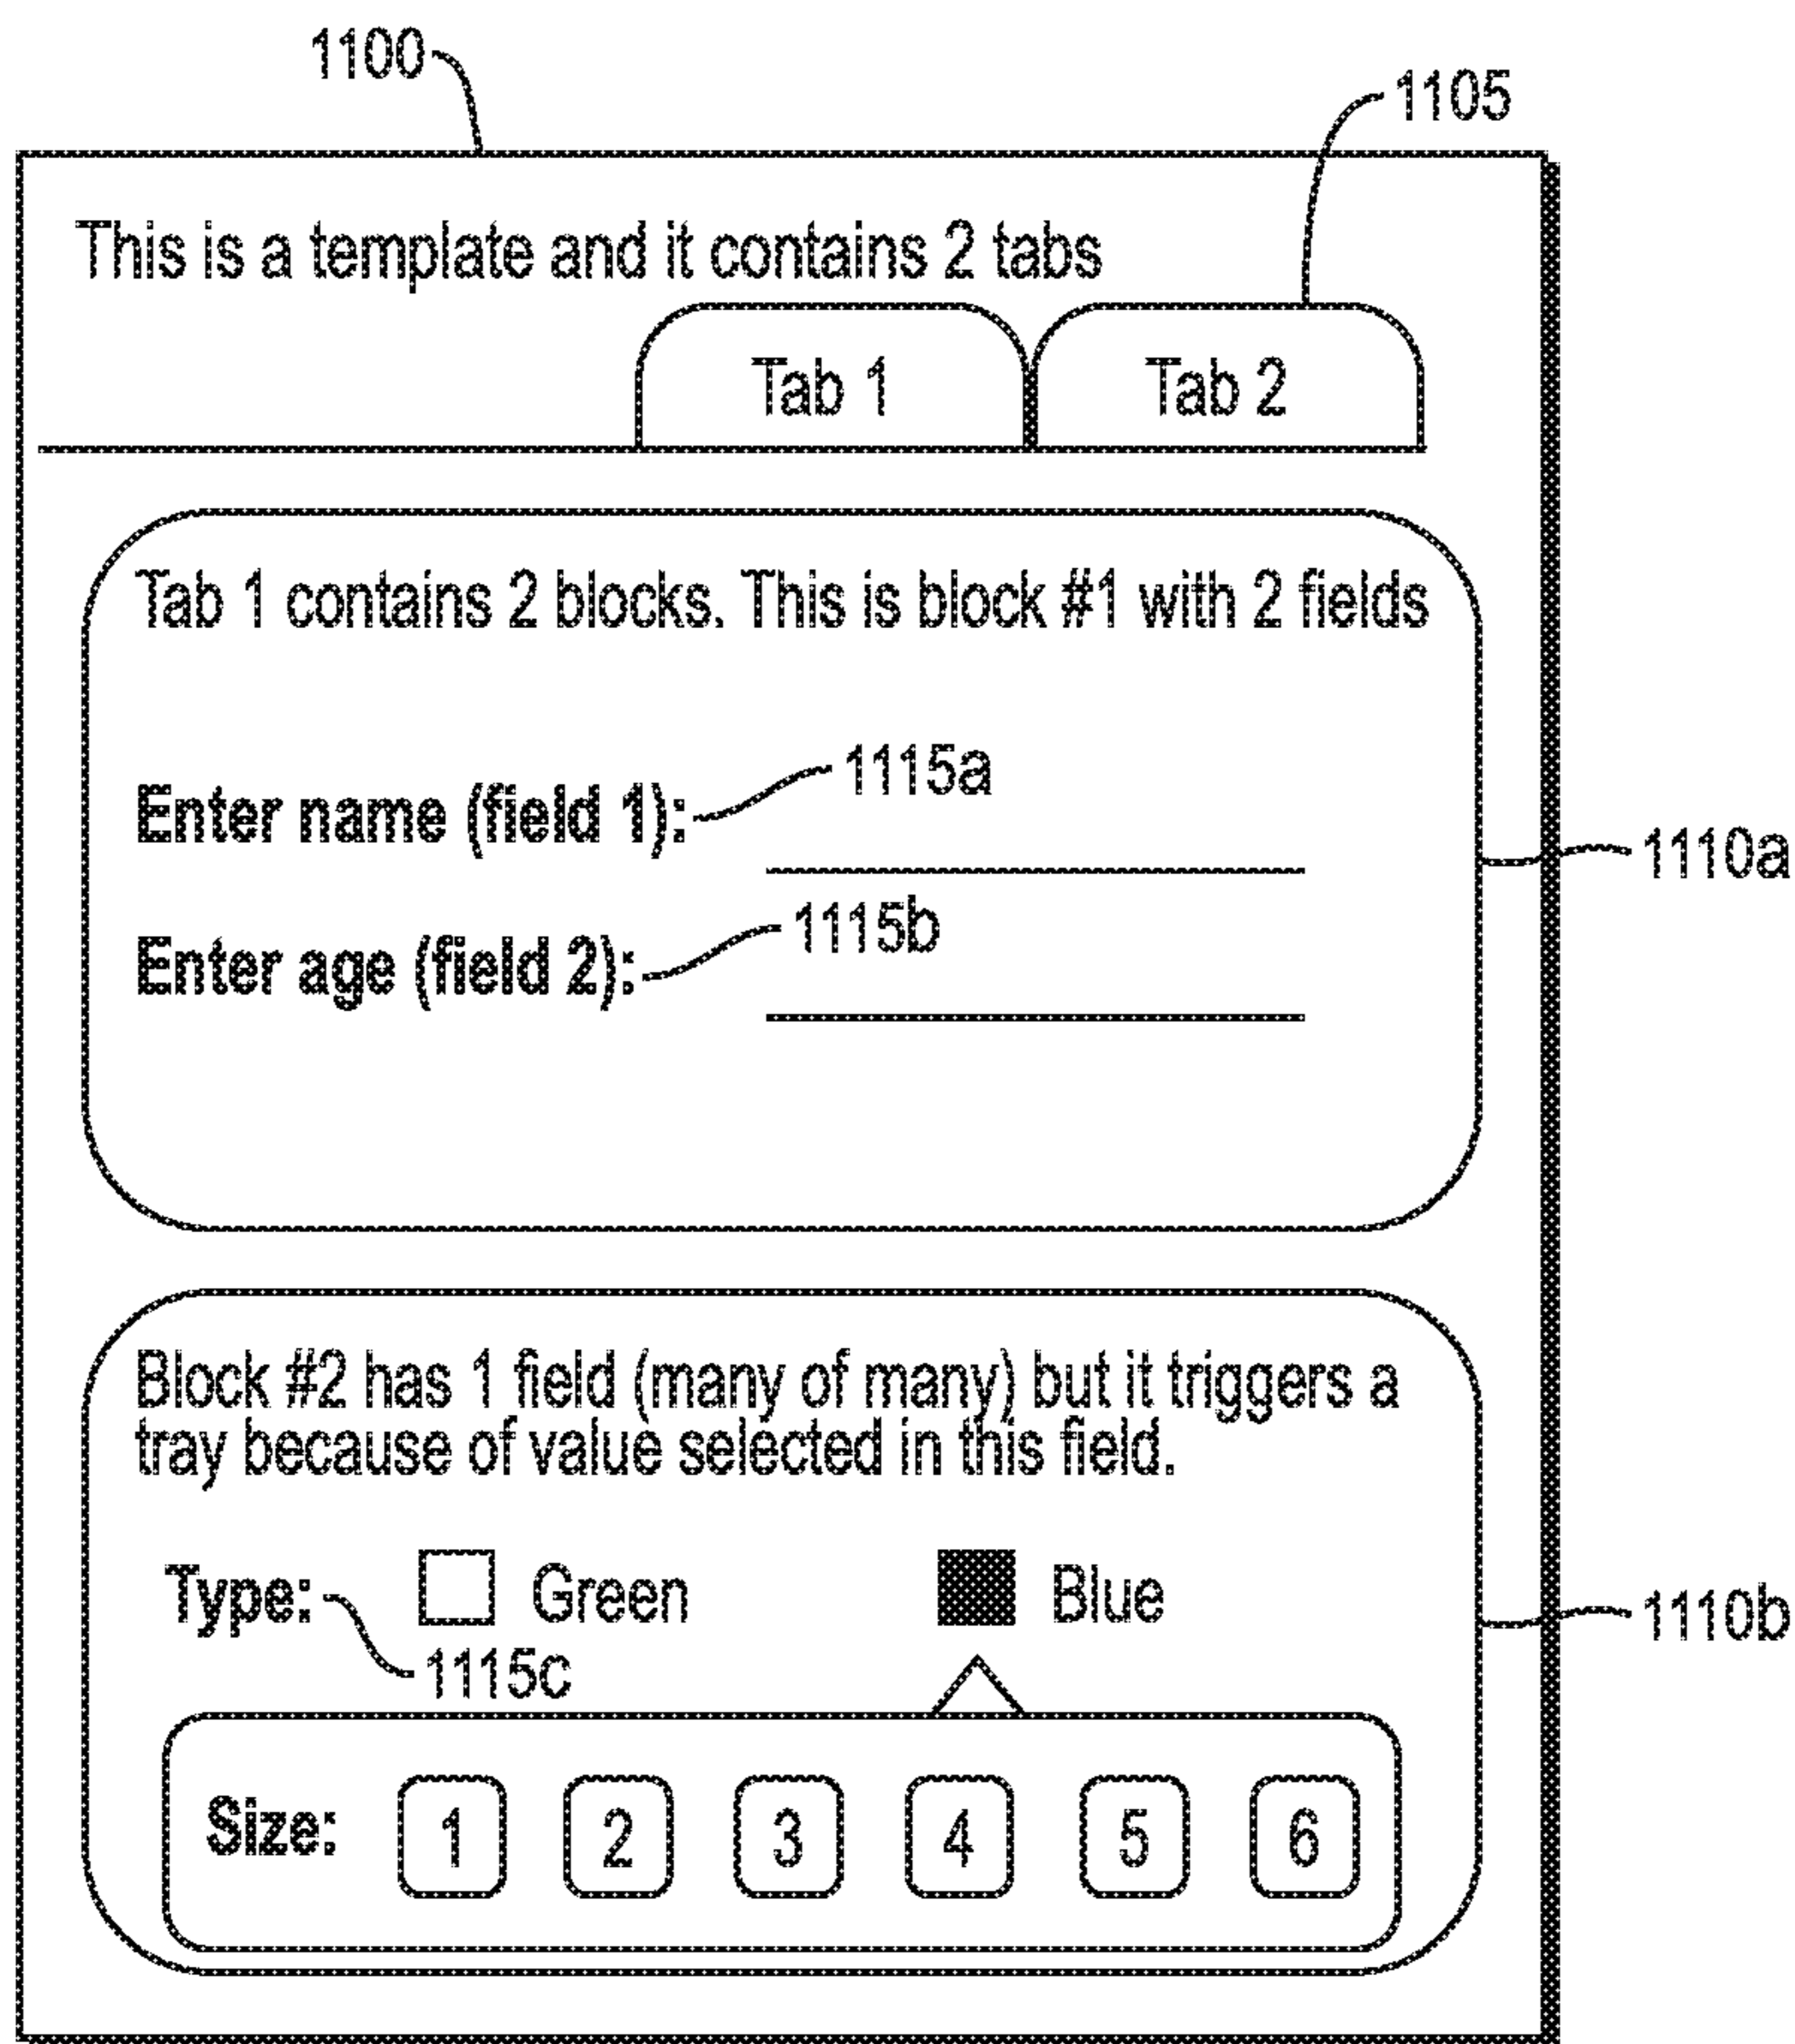 1100
1105
This is a template and it contains 2 tabs
Tab 1 Tab 2
Tab 1 contains 2 blocks. This is block #1 with 2 fields
1115a
Enter name (field 1):
1110a
1115b
Enter age (field 2):
Block #2 has 1 field (many of many) but it triggers a
tray because of value selected in this field.
Type: Green Blue
1110b
1115c
Size: 1 2 3 4 5 6